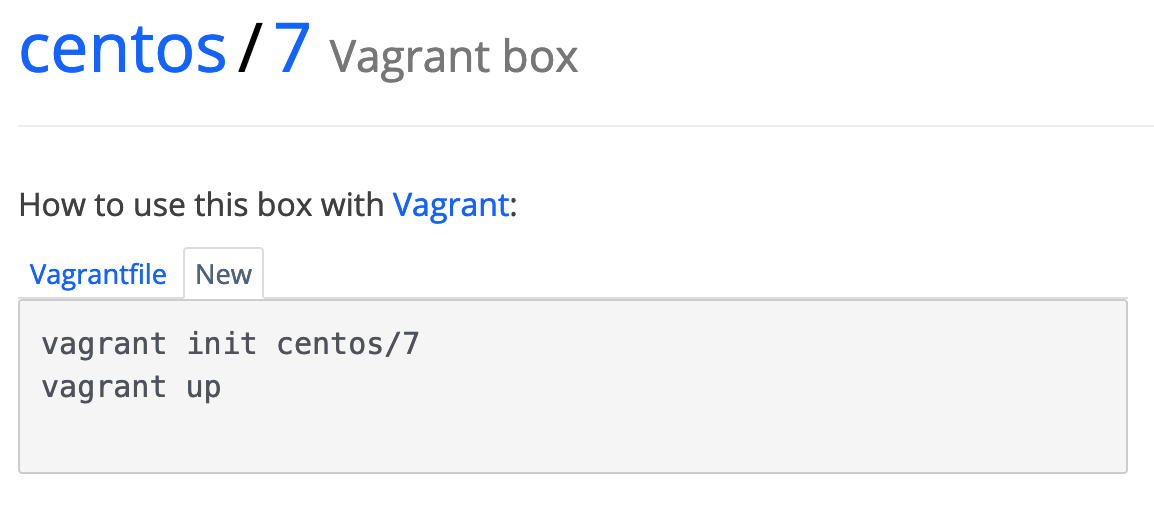 centos / 7 Vagrant box
How to use this box with Vagrant:
Vagrantfile New
vagrant init centos/7
vagrant up